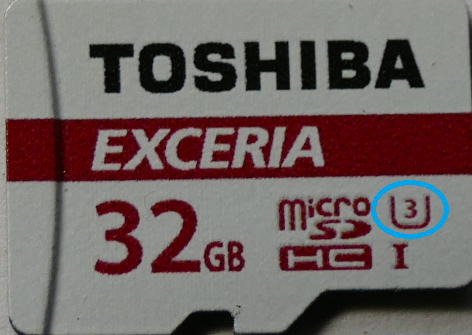 TOSHIBA
EXCERIA
32GB
micro SD HC I
3